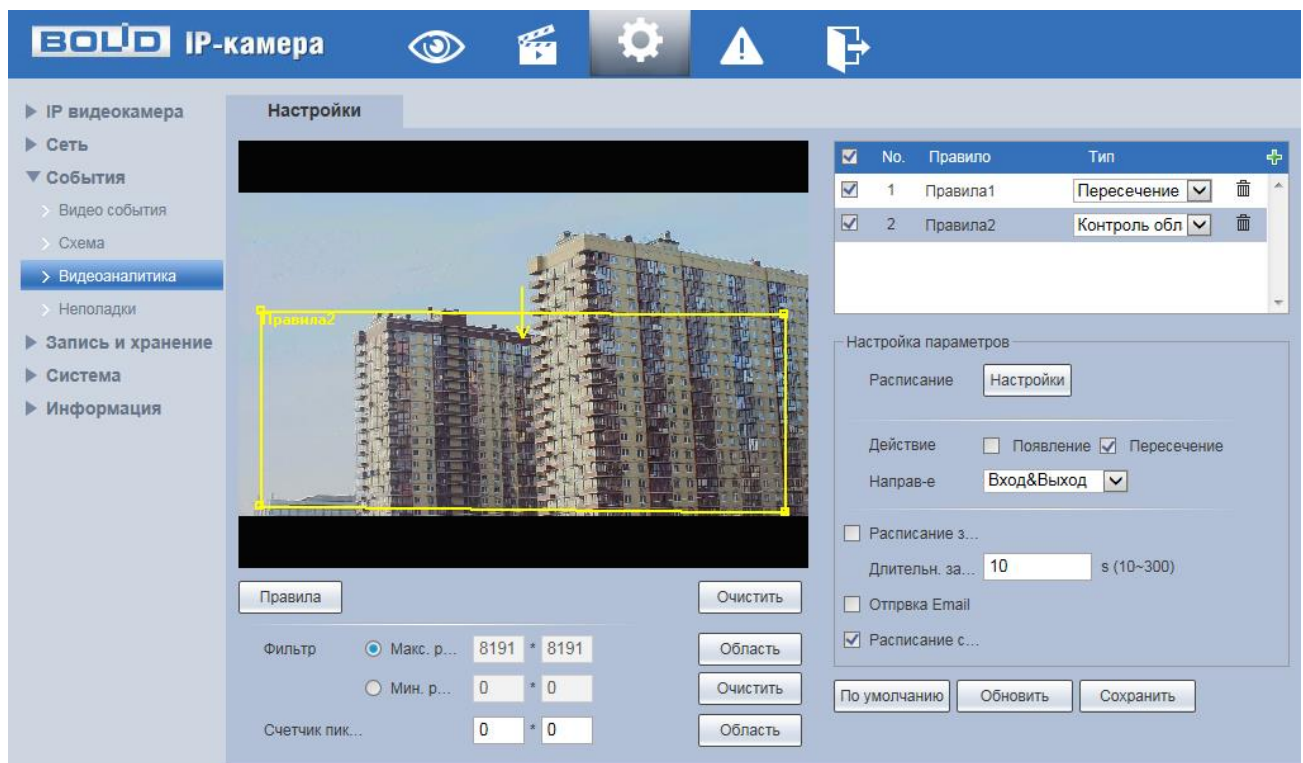 BOLID IP-камера
IP видеокамера
Сеть
События
Видео события
Схема
Видеоаналитика
Неполадки
Запись и хранение
Система
Информация
Настройки
Правила2
Правила
Очистить
Фильтр Макс. р... 8191 * 8191 Область
Мин. р... 0 * 0 Очистить
Счетчик пик... 0 * 0 Область
No. Правило Тип
1 Правила1 Пересечение
2 Правила2 Контроль обл
Настройка параметров
Расписание Настройки
Действие Появление Пересечение
Направ-е Вход&Выход
Расписание з...
Длительн. за... 10 s (10~300)
Отпрвка Email
Расписание с...
По умолчанию Обновить Сохранить